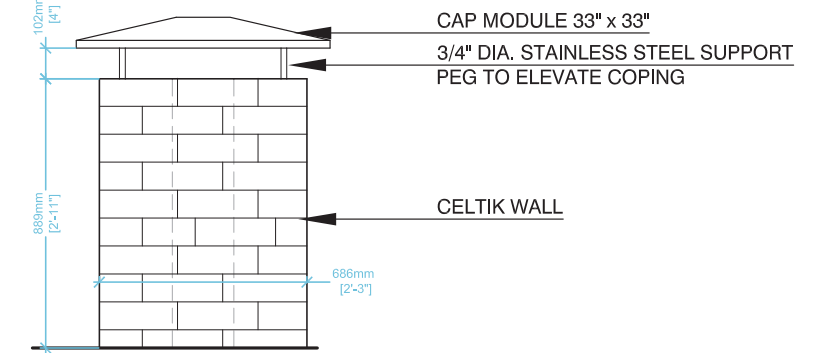 CAP MODULE 33" x 33"
3/4" DIA. STAINLESS STEEL SUPPORT
PEG TO ELEVATE COPING
CELTIK WALL
102mm
[4"]
889mm
[2'-11"]
686mm
[2'-3"]